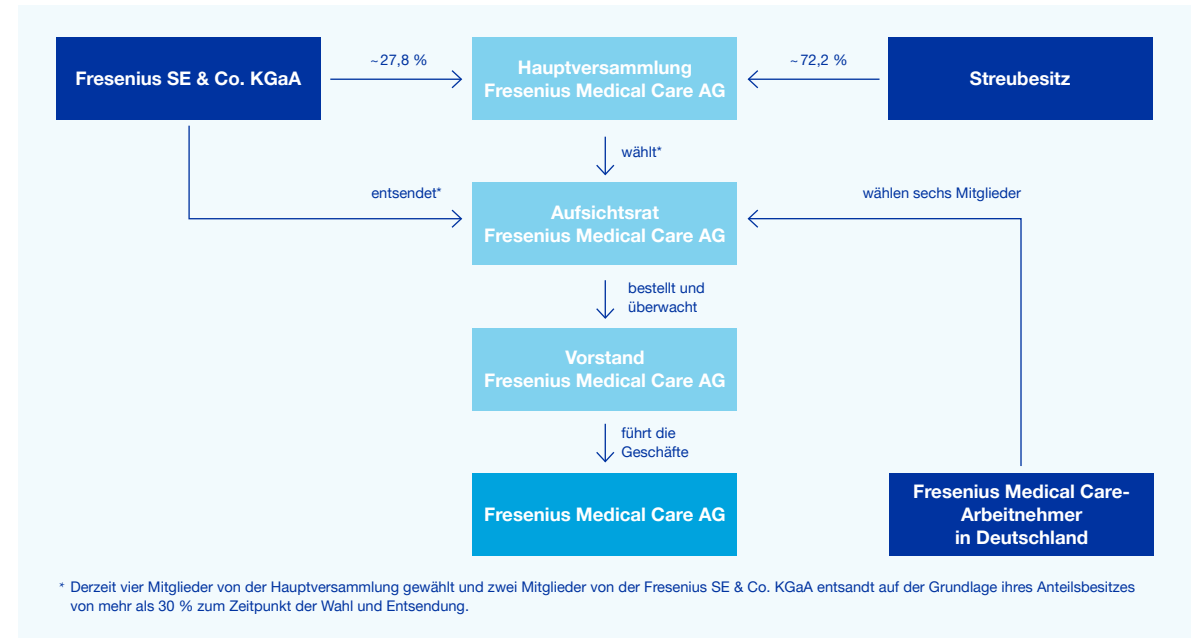 Fresenius SE & Co. KGaA
~27,8 %
Hauptversammlung
Fresenius Medical Care AG
~72,2 %
Streubesitz
wählt*
entsendet*
Aufsichtsrat
Fresenius Medical Care AG
wählen sechs Mitglieder
bestellt und
überwacht
Vorstand
Fresenius Medical Care AG
führt die
Geschäfte
Fresenius Medical Care AG
Fresenius Medical Care-
Arbeitnehmer
in Deutschland
* Derzeit vier Mitglieder von der Hauptversammlung gewählt und zwei Mitglieder von der Fresenius SE & Co. KGaA entsandt auf der Grundlage ihres Anteilsbesitzes
von mehr als 30 % zum Zeitpunkt der Wahl und Entsendung.